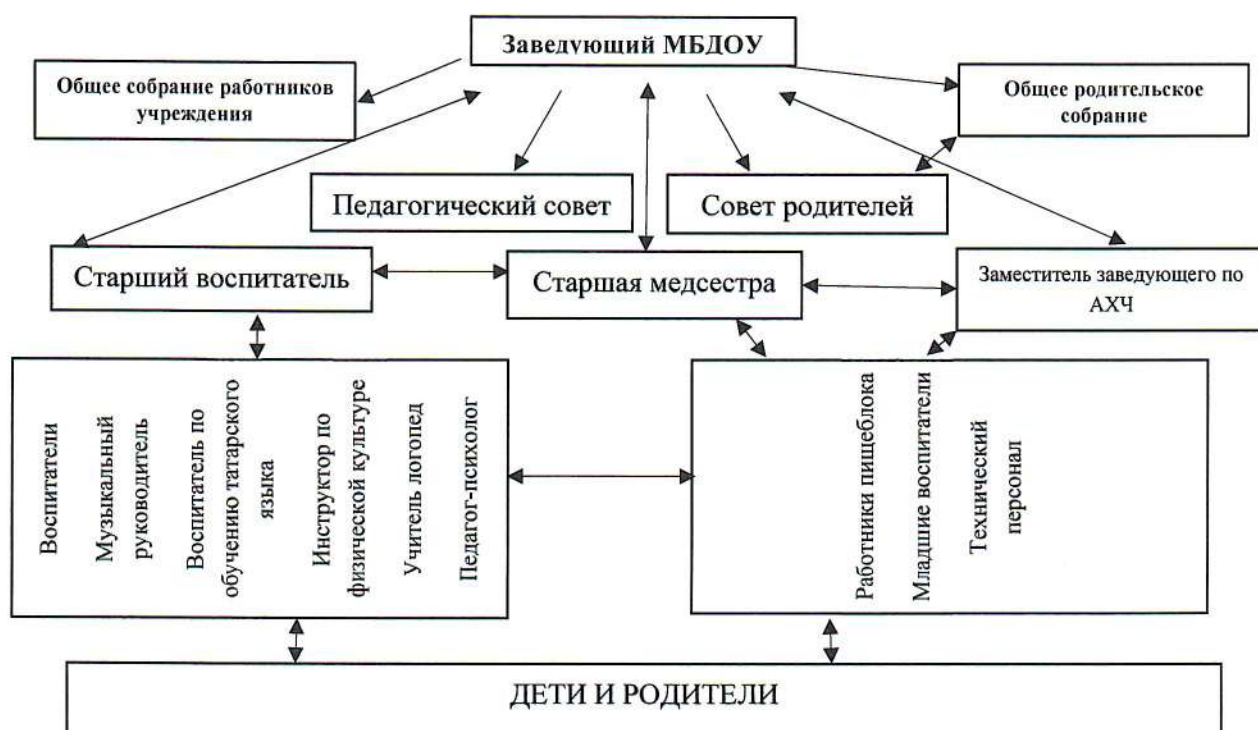 Заведующий МБДОУ
Общее собрание работников
учреждения
Общее родительское
собрание
Педагогический совет
Совет родителей
Старший воспитатель
Старшая медсестра
Заместитель заведующего по
АХЧ
Воспитатели
Музыкальный
руководитель
Воспитатель по
обучению татарского
языка
Инструктор по
физической культуре
Учитель логопед
Педагог-психолог
Работники пищеблока
Младшие воспитатели
Технический
персонал
ДЕТИ И РОДИТЕЛИ